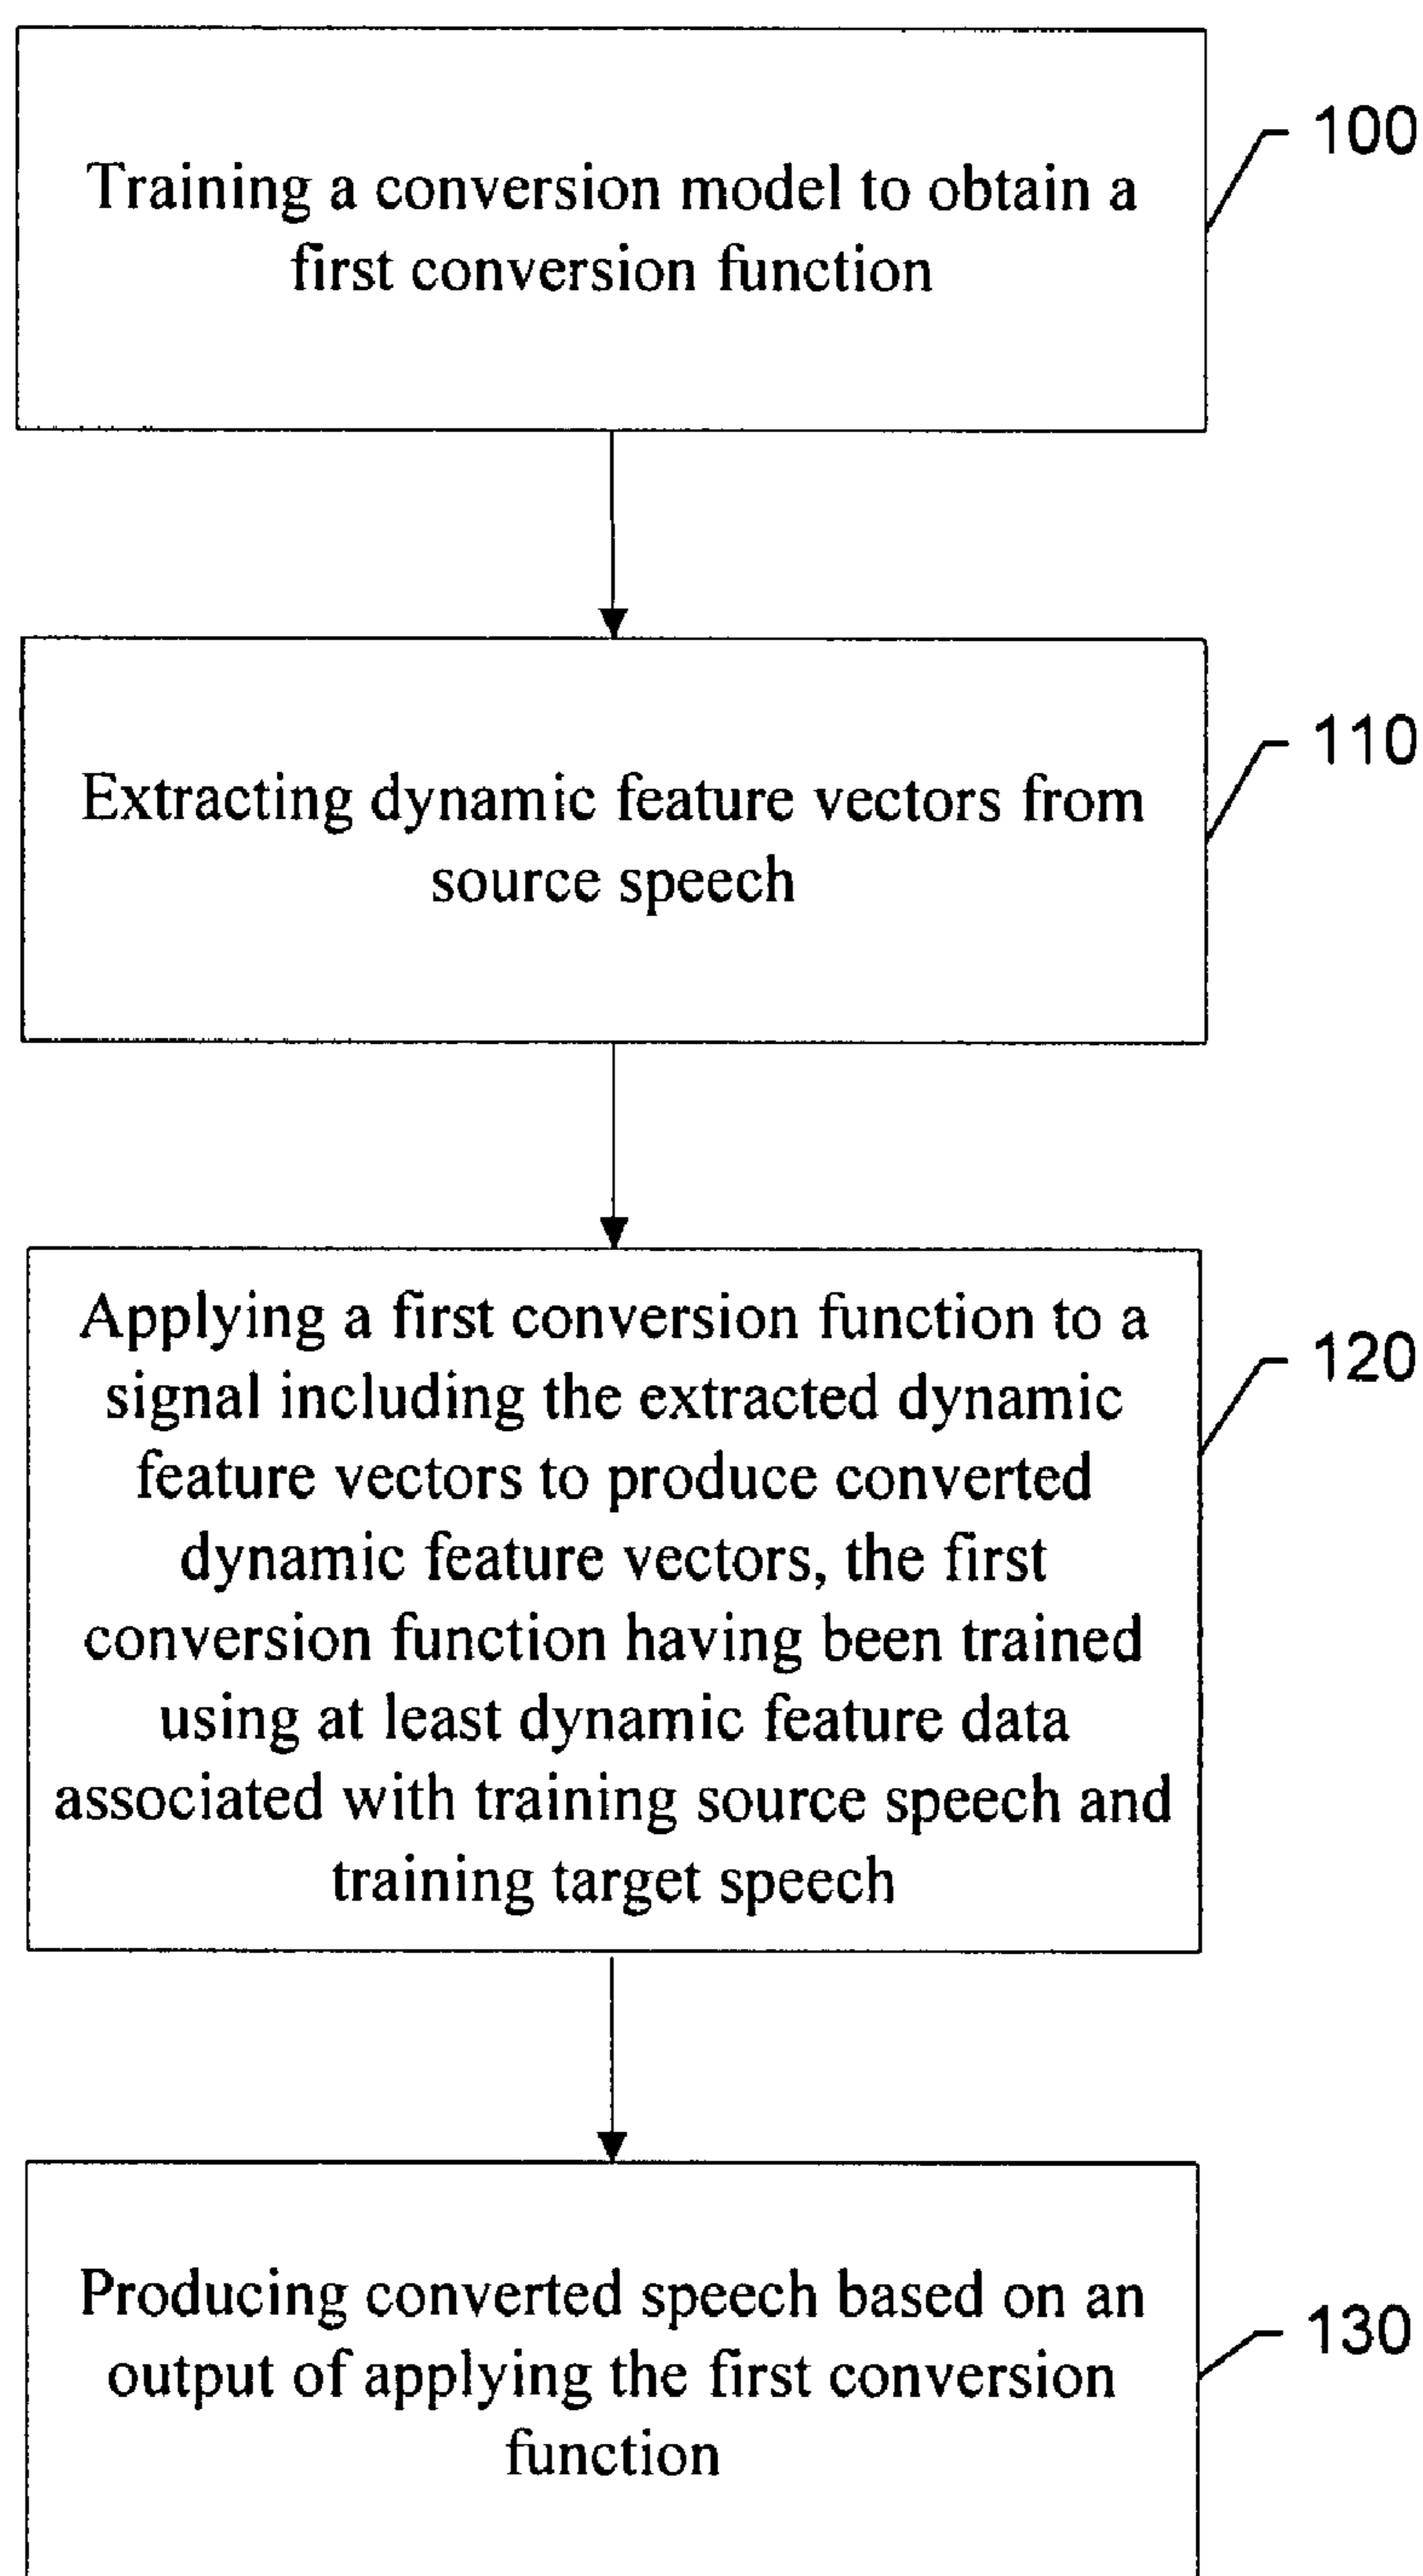 Training a conversion model to obtain a
first conversion function
100
Extracting dynamic feature vectors from
source speech
110
Applying a first conversion function to a
signal including the extracted dynamic
feature vectors to produce converted
dynamic feature vectors, the first
conversion function having been trained
using at least dynamic feature data
associated with training source speech and
training target speech
120
Producing converted speech based on an
output of applying the first conversion
function
130